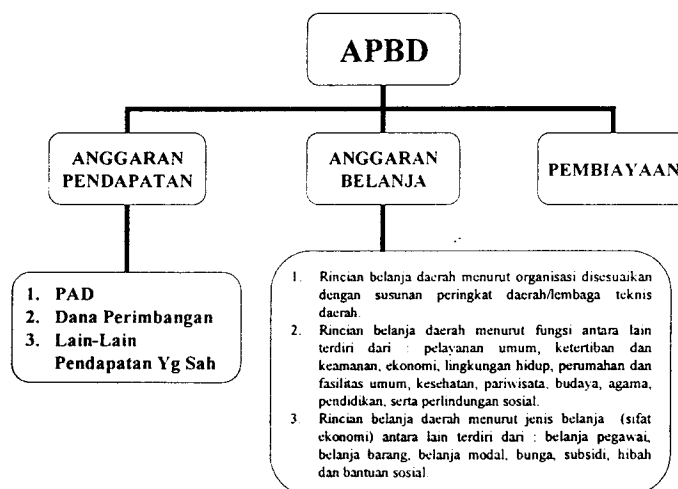 APBD
ANGGARAN
PENDAPATAN
ANGGARAN
BELANJA
PEMBIAYAAN
1. PAD
2. Dana Perimbangan
3. Lain-Lain
Pendapatan Yg Sah
1. Rincian belanja daerah menurut organisasi disesuaikan
dengan susunan peringkat daerah/lembaga teknis
daerah.
2. Rincian belanja daerah menurut fungsi antara lain
terdiri dari : pelayanan umum, ketertiban dan
keamanan, ekonomi, lingkungan hidup, perumahan dan
fasilitas umum, kesehatan, pariwisata, budaya, agama,
pendidikan, serta perlindungan sosial.
3. Rincian belanja daerah menurut jenis belanja (sifat
ekonomi) antara lain terdiri dari : belanja pegawai,
belanja barang, belanja modal, bunga, subsidi, hibah
dan bantuan sosial.